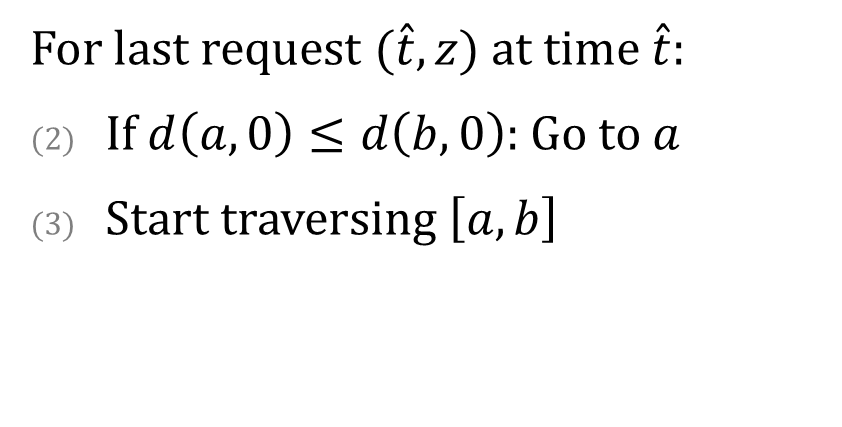 For last request (t̂, z) at time t̂:
(2) If d(a, 0) ≤ d(b, 0): Go to a
(3) Start traversing [a, b]